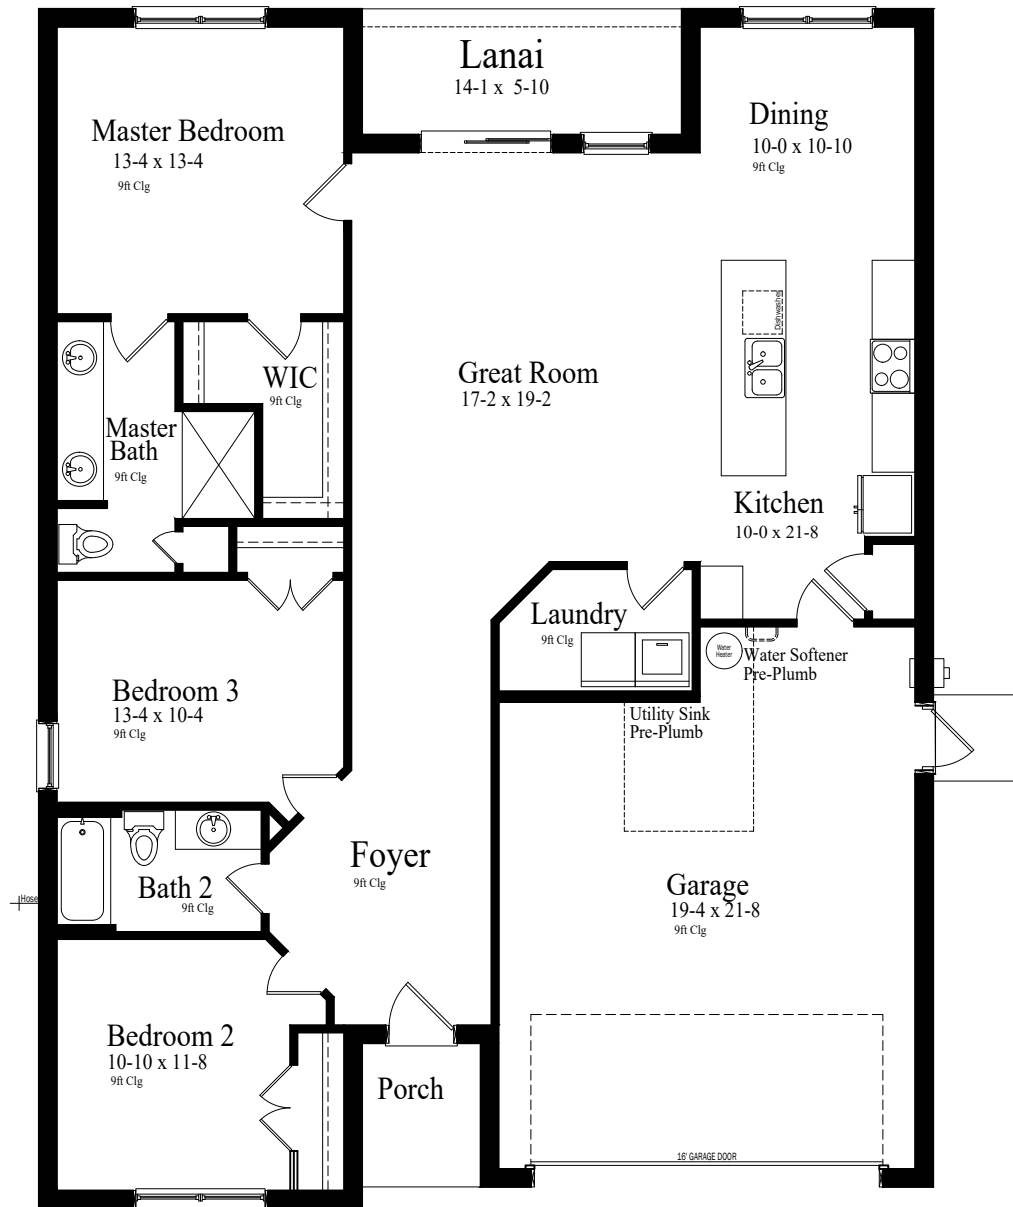 Lanai
14-1 x  5-10
Master Bedroom
13-4 x 13-4
9ft Clg
Dining
10-0 x 10-10
9ft Clg
Dishwasher
WIC
9ft Clg
Great Room
17-2 x 19-2
Master
Bath
9ft Clg
Kitchen
10-0 x 21-8
Laundry
9ft Clg
Water
Heater
Water Softener
Pre-Plumb
Bedroom 3
13-4 x 10-4
9ft Clg
Utility Sink
Pre-Plumb
Foyer
9ft Clg
Bath 2
9ft Clg
Hose
Garage
19-4 x 21-8
9ft Clg
Bedroom 2
10-10 x 11-8
9ft Clg
Porch
16' GARAGE DOOR